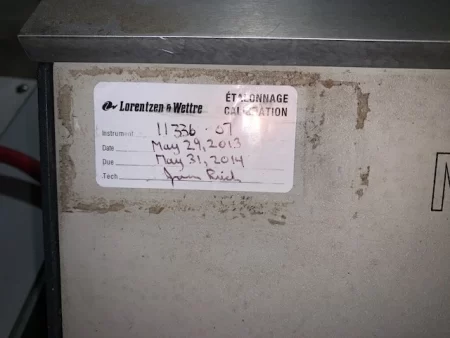 Lorentzen & Wettre
ÉTALONNAGE
CALIBRATION
Instrument 11336-07
Date May 29, 2013
Due May 31, 2014
Tech